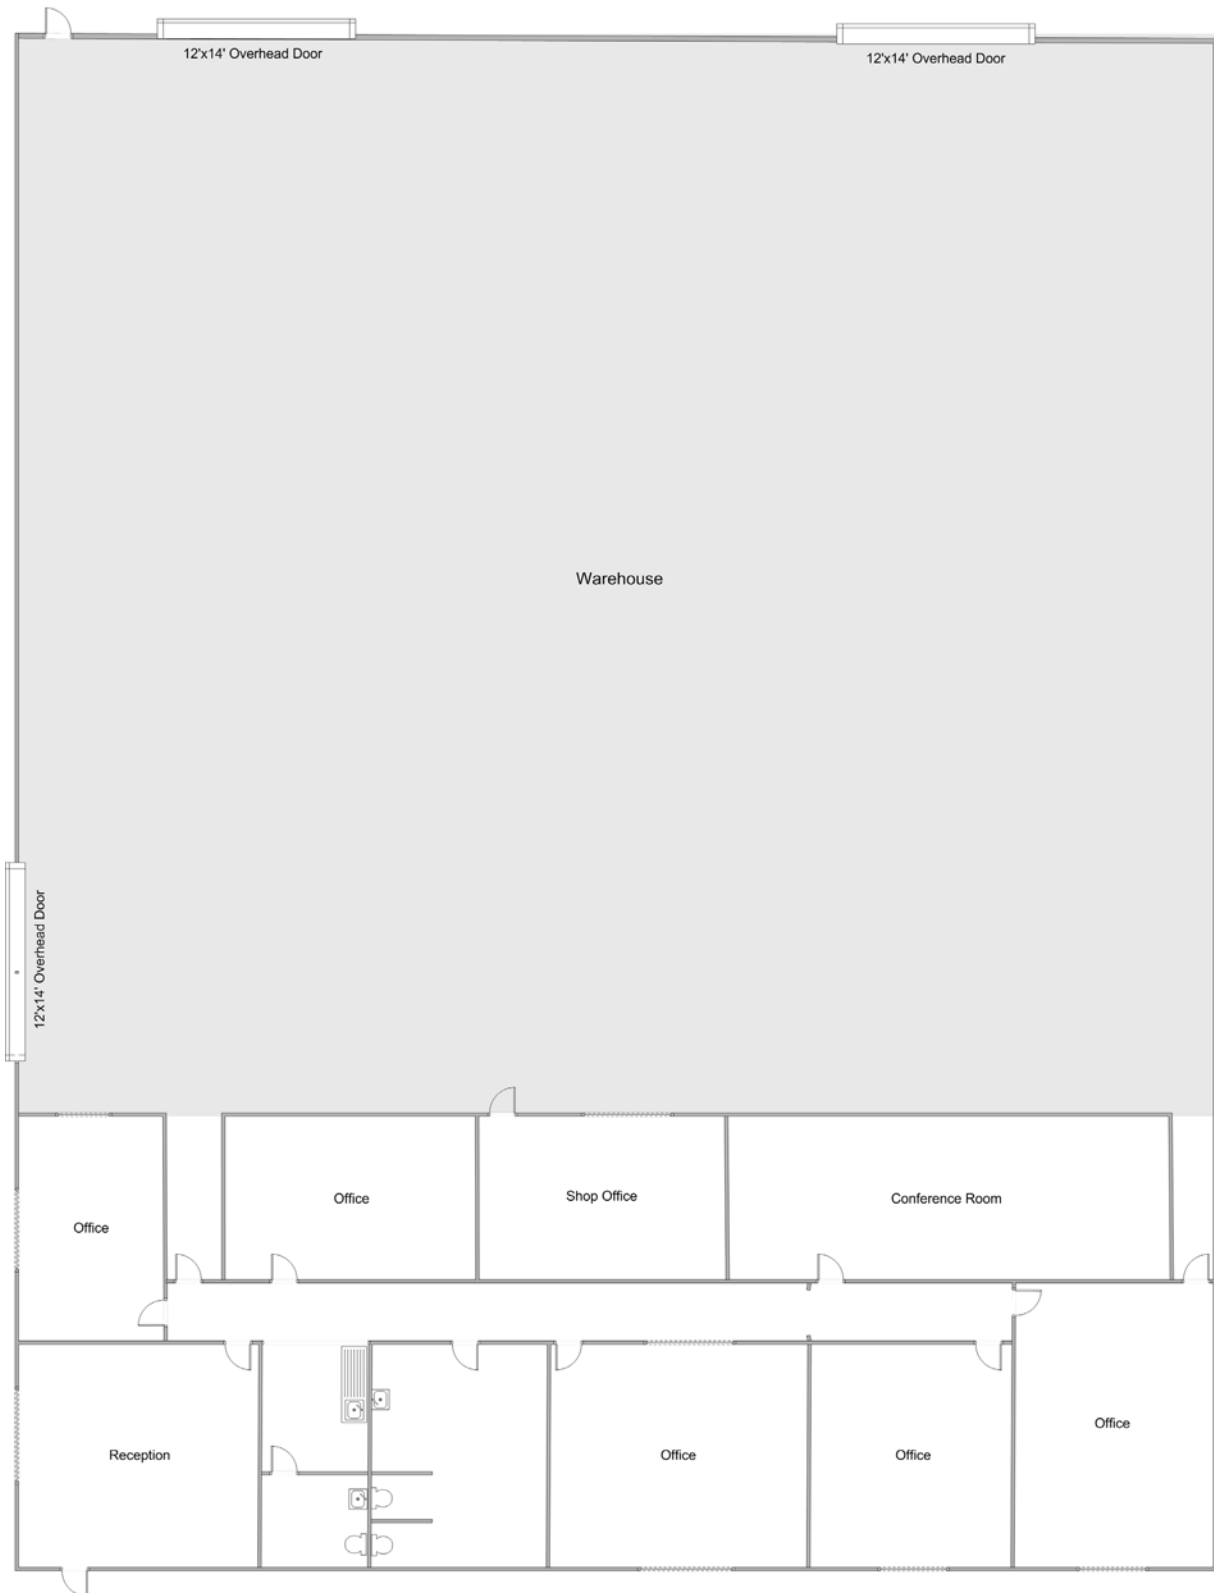 12'x14' Overhead Door
12'x14' Overhead Door
Warehouse
12'x14' Overhead Door
Office
Shop Office
Conference Room
Office
Office
Reception
Office
Office